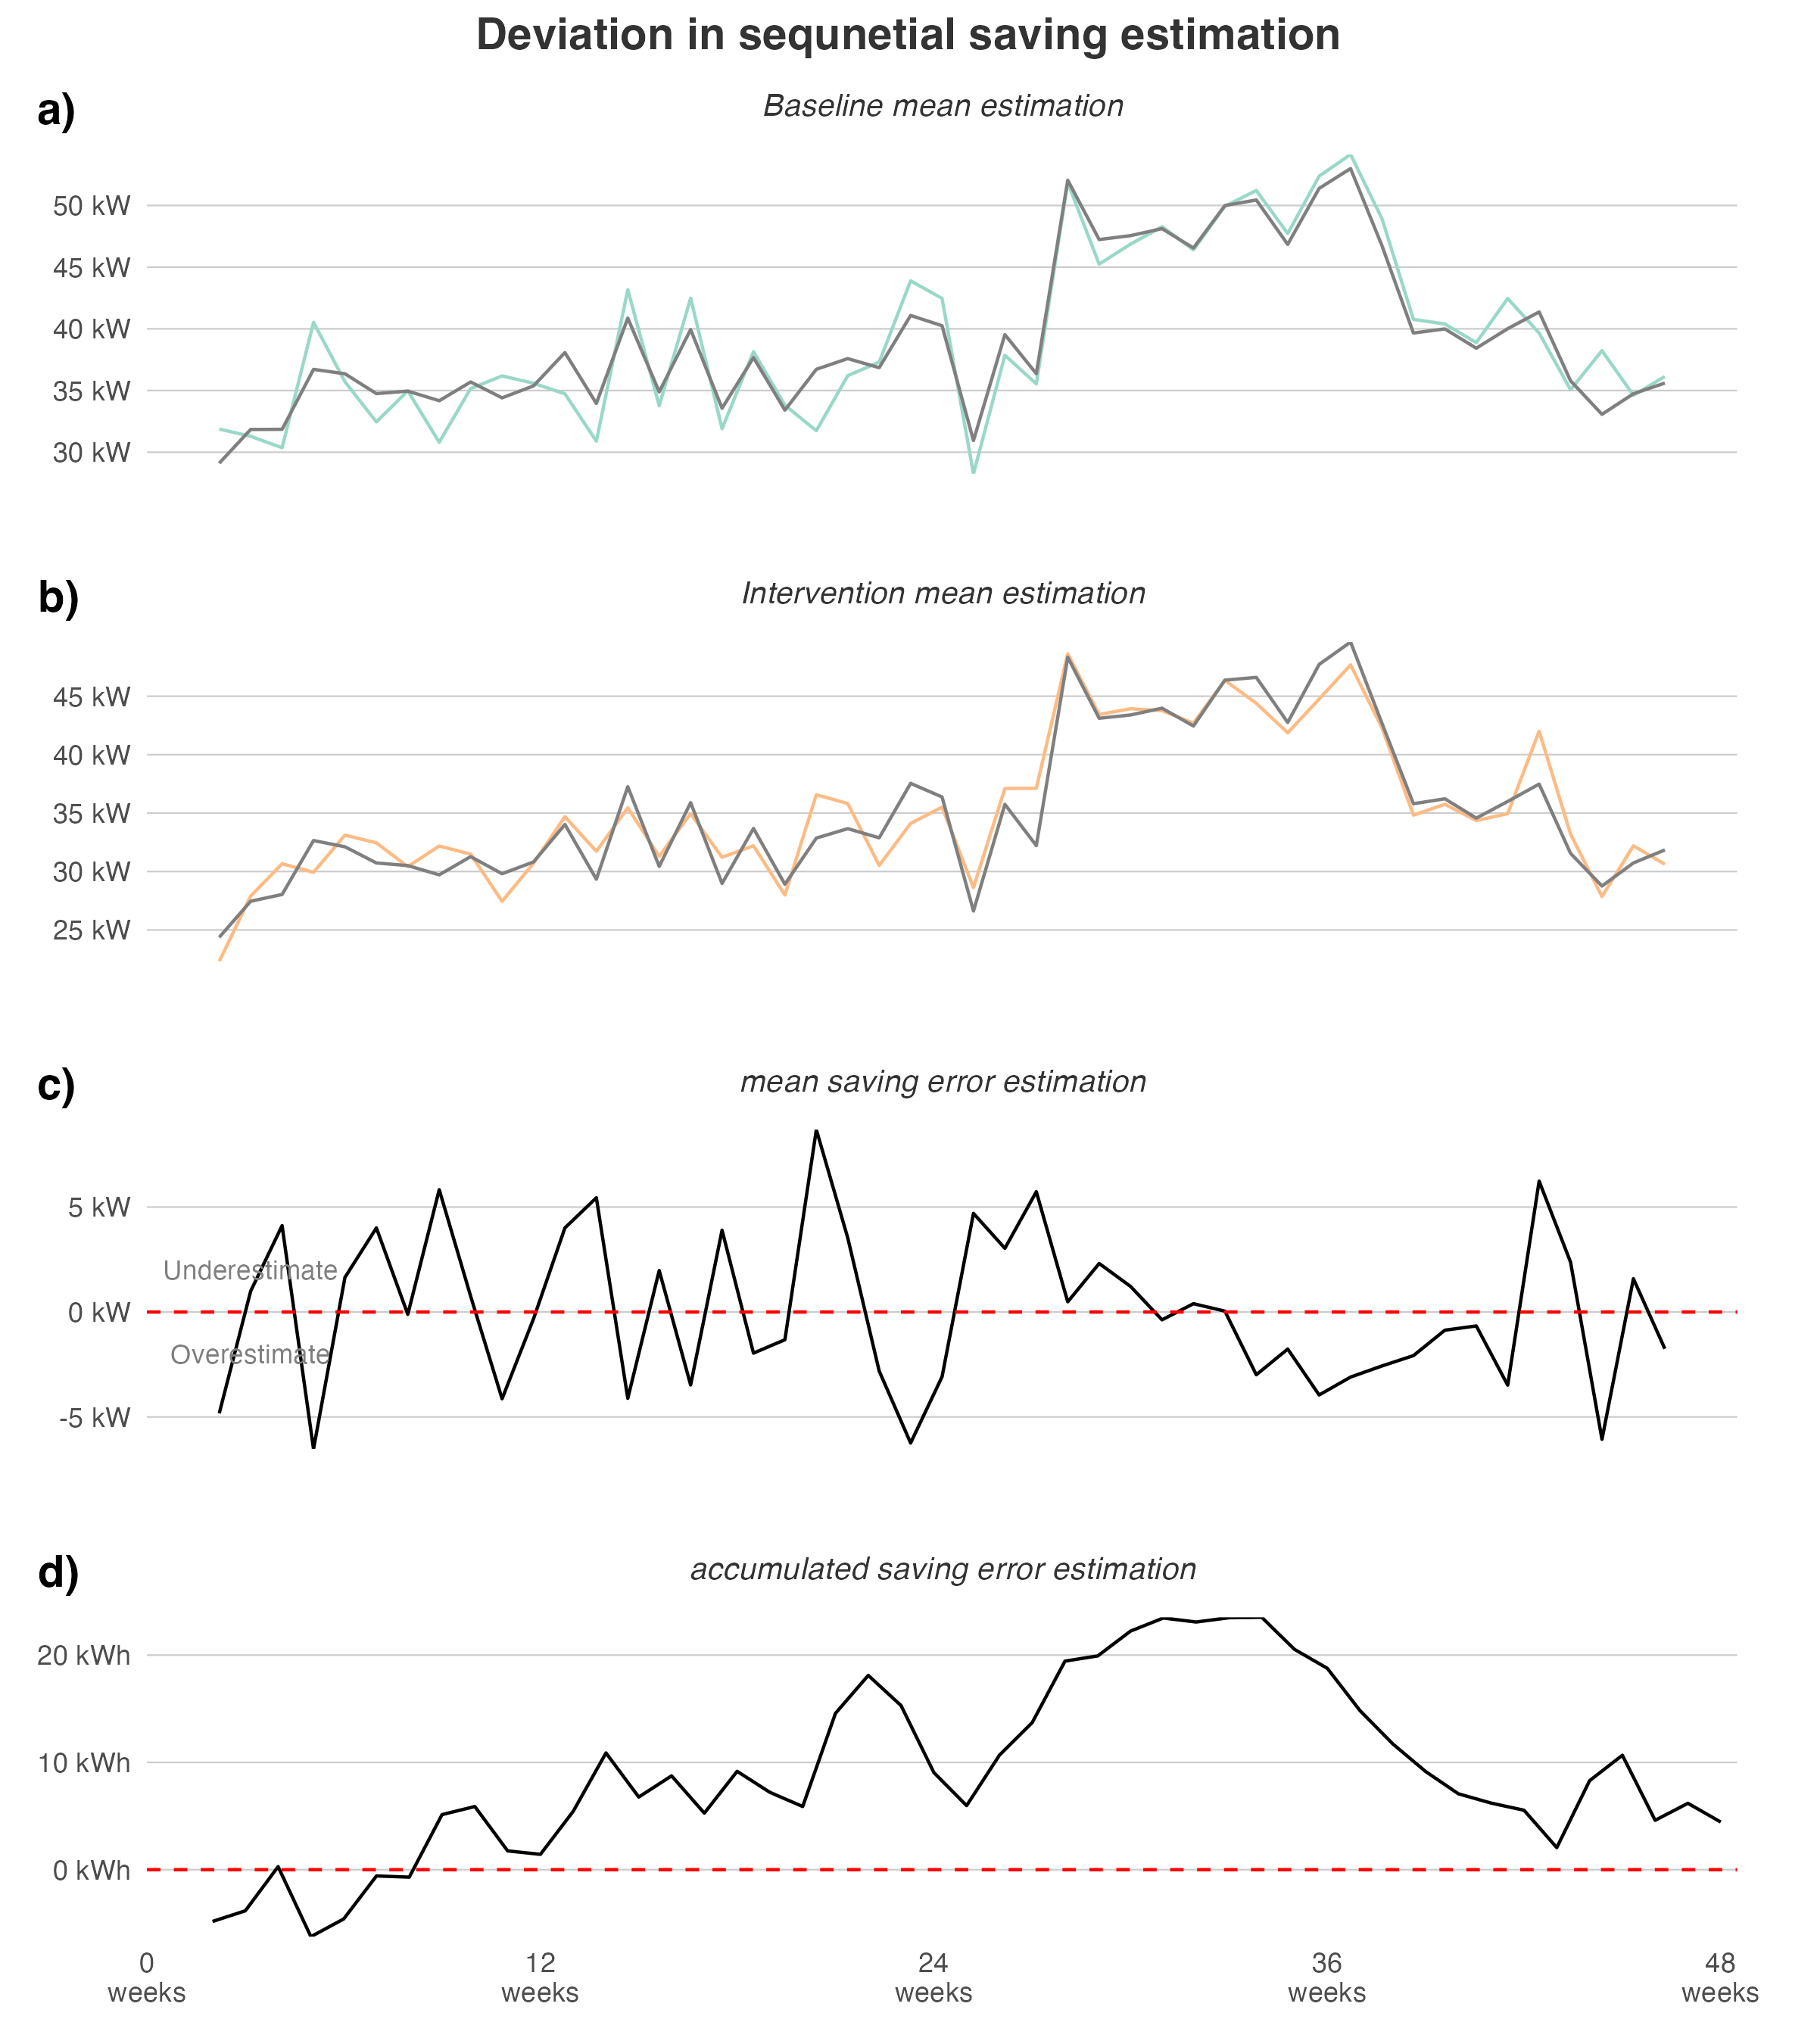 Deviation in sequnetial saving estimation
a)
Baseline mean estimation
50 kW
45 kW
40 kW
35 kW
30 kW
b)
Intervention mean estimation
45 kW
40 kW
35 kW
30 kW
25 kW
c)
mean saving error estimation
5 kW
Underestimate
0 kW
Overestimate
-5 kW
d)
accumulated saving error estimation
20 kWh
10 kWh
0 kWh
0 12 24 36 48
weeks weeks weeks weeks weeks